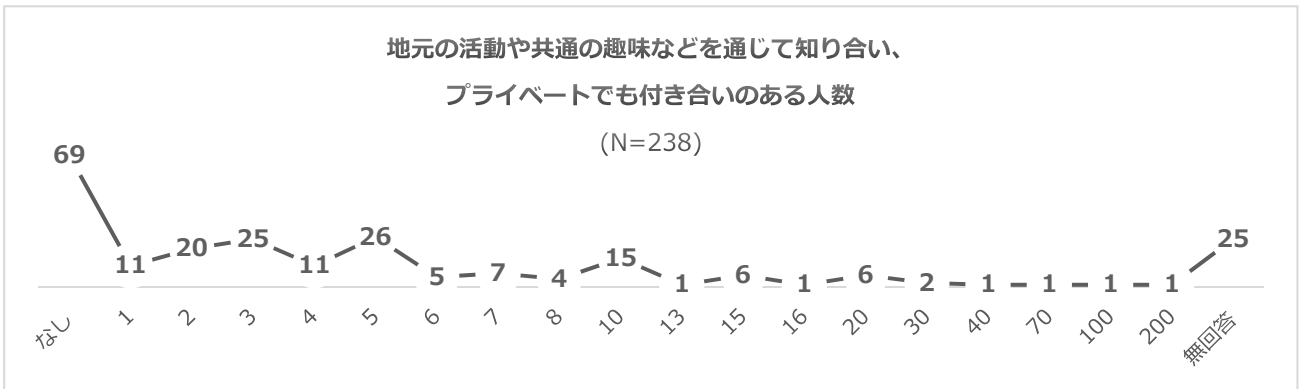 地元の活動や共通の趣味などを通じて知り合い、
プライベートでも付き合いのある人数
(N=238)
69 11 20 25 11 26 5 7 4 15 1 6 1 6 2 1 1 1 1 25
なし 1 2 3 4 5 6 7 8 10 13 15 16 20 30 40 70 100 200 無回答